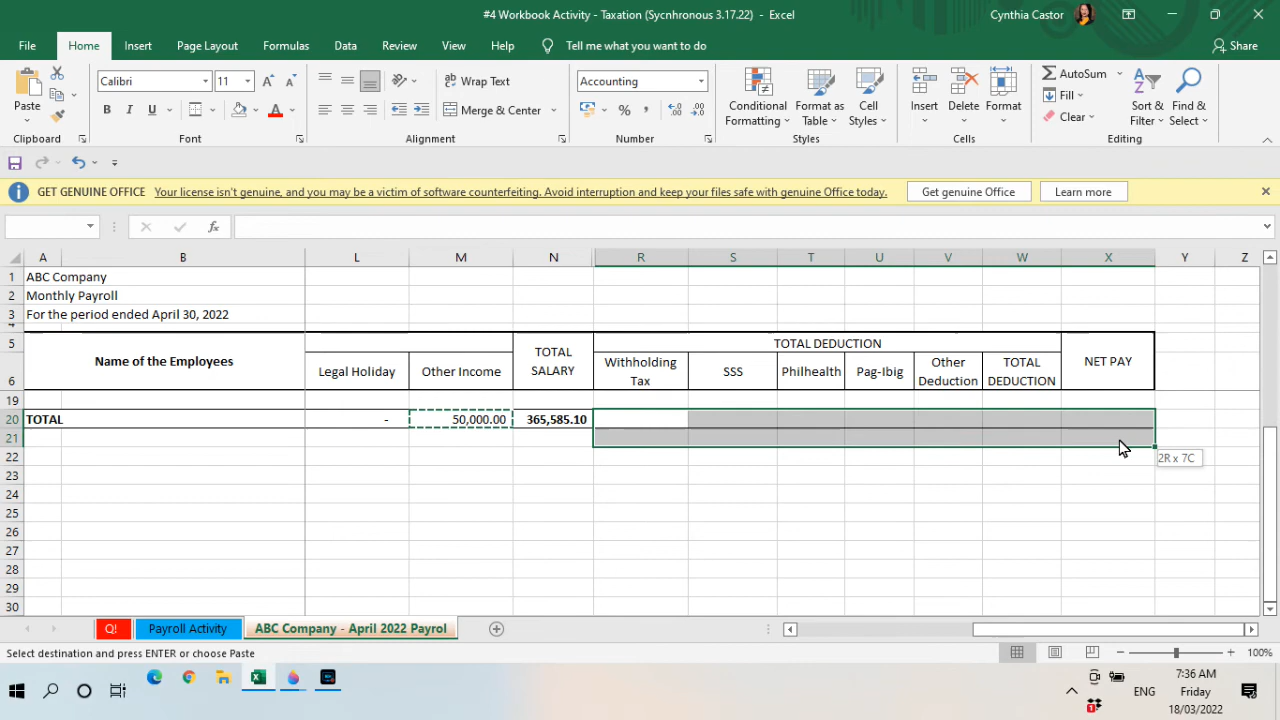 #4 Workbook Activity - Taxation (Sycnhronous 3.17.22) - Excel
Cynthia Castor
File Home Insert Page Layout Formulas Data Review View Help Tell me what you want to do Share
Paste
Calibri 11
B I U A
Wrap Text
Merge & Center
Accounting
% ,
Conditional Formatting
Format as Table
Cell Styles
Insert
Delete
Format
AutoSum
Fill
Clear
Sort & Filter
Find & Select
Clipboard Font Alignment Number Styles Cells Editing
GET GENUINE OFFICE Your license isn't genuine, and you may be a victim of software counterfeiting. Avoid interruption and keep your files safe with genuine Office today. Get genuine Office Learn more
fx
A B L M N R S T U V W X Y Z
1 ABC Company
2 Monthly Payroll
3 For the period ended April 30, 2022
4
5 TOTAL DEDUCTION
Name of the Employees
TOTAL SALARY
NET PAY
6 Legal Holiday Other Income Withholding Tax SSS Philhealth Pag-Ibig Other Deduction TOTAL DEDUCTION
19
20 TOTAL - 50,000.00 365,585.10
21
2R x 7C
22
23
24
25
26
27
28
29
30
Q! Payroll Activity ABC Company - April 2022 Payrol
Select destination and press ENTER or choose Paste
100%
7:36 AM
ENG Friday
18/03/2022
1